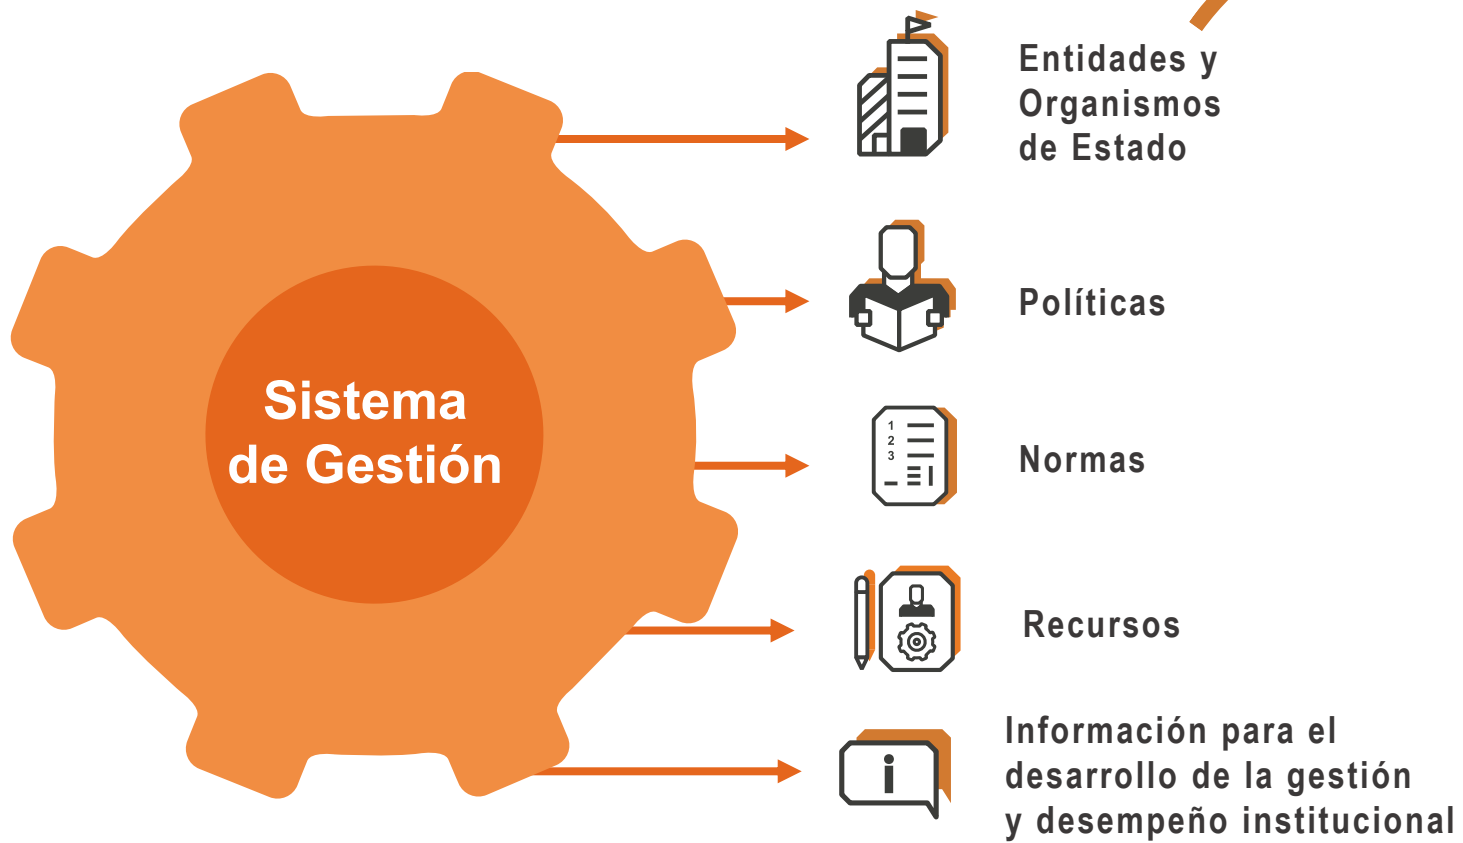 Entidades y
Organismos
de Estado
Políticas
Sistema
de Gestión
1
2
3
Normas
Recursos
i
Información para el
desarrollo de la gestión
y desempeño institucional